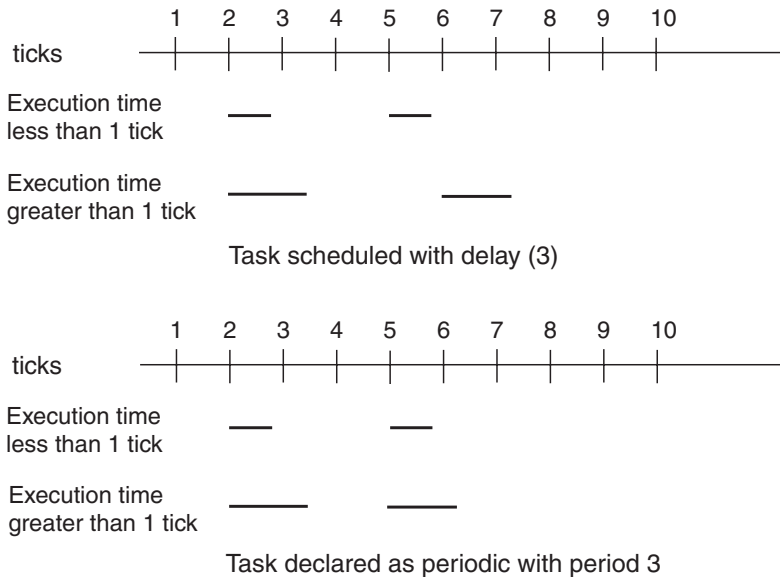 1 2 3 4 5 6 7 8 9 10
ticks
Execution time
less than 1 tick
Execution time
greater than 1 tick
Task scheduled with delay (3)
1 2 3 4 5 6 7 8 9 10
ticks
Execution time
less than 1 tick
Execution time
greater than 1 tick
Task declared as periodic with period 3